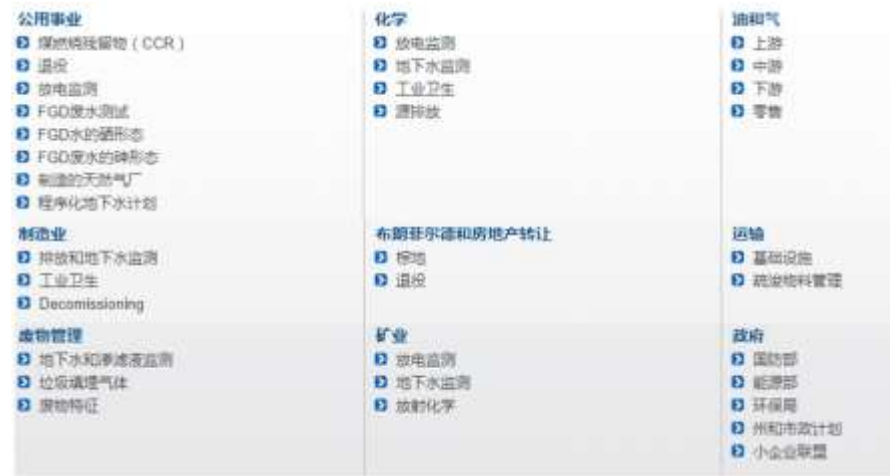 公用事业
煤燃烧残留物（CCR）
退役
放电监测
FGD废水测试
FGD水的硒形态
FGD废水的砷形态
制造的天然气厂
程序化地下水计划
化学
放电监测
地下水监测
工业卫生
源排放
油和气
上游
中游
下游
零售
制造业
排放和地下水监测
工业卫生
Decomissioning
布朗菲尔德和房地产转让
棕地
退役
运输
基础设施
疏浚物料管理
废物管理
地下水和渗滤液监测
垃圾填埋气体
废物特征
矿业
放电监测
地下水监测
放射化学
政府
国防部
能源部
环保局
州和市政计划
小企业联盟